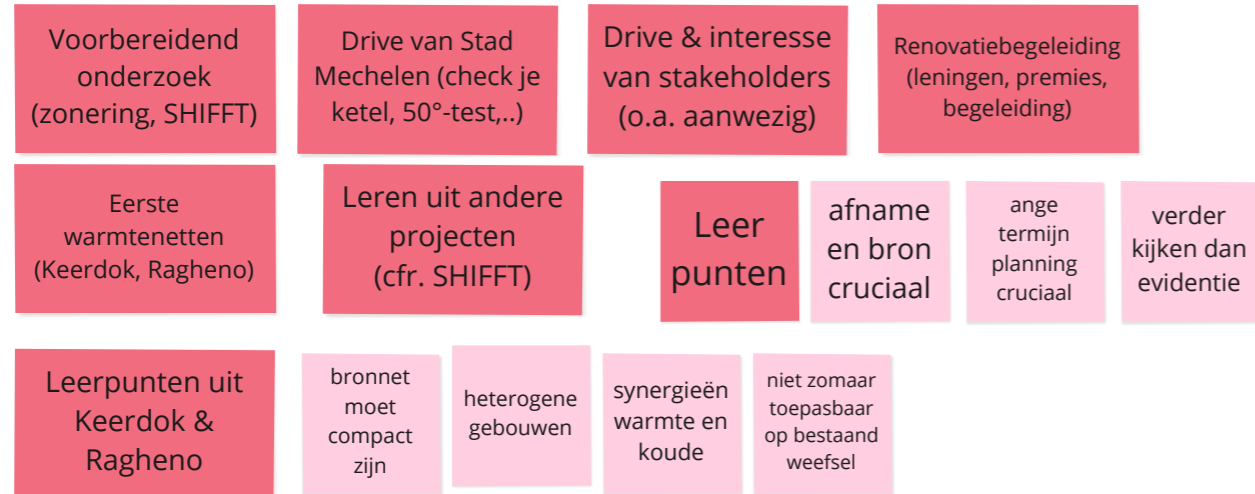 Voorbereidend
onderzoek
(zonering, SHIFFT)
Drive van Stad
Mechelen (check je
ketel, 50°-test,..)
Drive & interesse
van stakeholders
(o.a. aanwezig)
Renovatiebegeleiding
(leningen, premies,
begeleiding)
Eerste
warmtenetten
(Keerdok, Ragheno)
Leren uit andere
projecten
(cfr. SHIFFT)
Leer
punten
afname
en bron
cruciaal
ange
termijn
planning
cruciaal
verder
kijken dan
evidentie
Leerpunten uit
Keerdok &
Ragheno
bronnet
moet
compact
zijn
heterogene
gebouwen
synergieën
warmte en
koude
niet zomaar
toepasbaar
op bestaand
weefsel